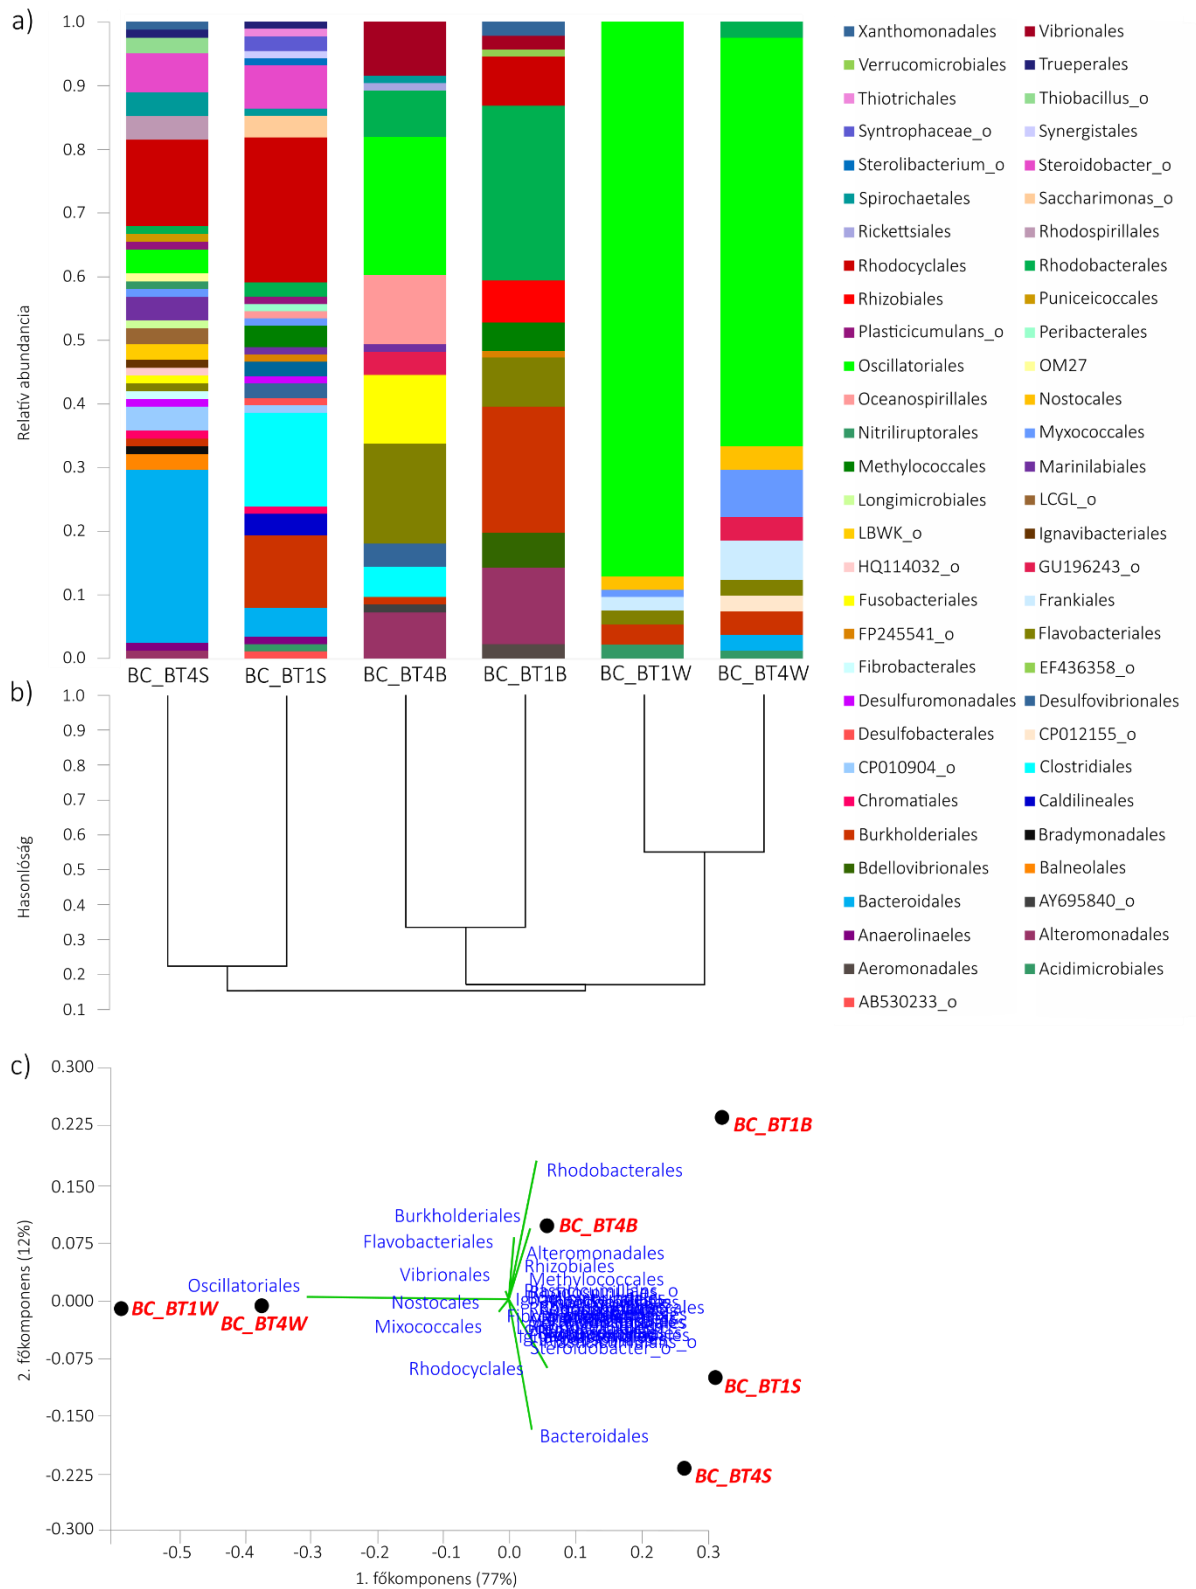 a)
1.0
0.9
0.8
0.7
0.6
0.5
0.4
0.3
0.2
0.1
0.0
Relatív abundancia
BC_BT4S BC_BT1S BC_BT4B BC_BT1B BC_BT1W BC_BT4W
Xanthomonadales Vibrionales
Verrucomicrobiales Trueperales
Thiotrichales Thiobacillus_o
Syntrophaceae_o Synergistales
Sterolibacterium_o Steroidobacter_o
Spirochaetales Saccharimonas_o
Rickettsiales Rhodospirillales
Rhodocyclales Rhodobacterales
Rhizobiales Puniceicoccales
Plasticicumulans_o Peribacterales
Oscillatoriales OM27
Oceanospirillales Nostocales
Nitriliruptorales Myxococcales
Methylococcales Marinilabiales
Longimicrobiales LCGL_o
LBWK_o Ignavibacteriales
HQ114032_o GU196243_o
Fusobacteriales Frankiales
FP245541_o Flavobacteriales
Fibrobacterales EF436358_o
Desulfuromonadales Desulfovibrionales
Desulfobacterales CP012155_o
CP010904_o Clostridiales
Chromatiales Caldilineales
Burkholderiales Bradymonadales
Bdellovibrionales Balneolales
Bacteroidales AY695840_o
Anaerolinaeles Alteromonadales
Aeromonadales Acidimicrobiales
AB530233_o
b)
1.0
0.9
0.8
0.7
0.6
0.5
0.4
0.3
0.2
0.1
Hasonlóság
c)
0.300
0.225
0.150
0.075
0.000
-0.075
-0.150
-0.225
-0.300
2. főkomponens (12%)
BC_BT1B
Rhodobacterales
Burkholderiales
BC_BT4B
Flavobacteriales
Alteromonadales
Rhizobiales
Vibrionales
Methylococcales
Oscillatoriales
Nostocales
BC_BT1W
BC_BT4W
Mixococcales
Steroidobacter_o
Rhodocyclales
BC_BT1S
Bacteroidales
BC_BT4S
-0.5 -0.4 -0.3 -0.2 -0.1 0.0 0.1 0.2 0.3
1. főkomponens (77%)